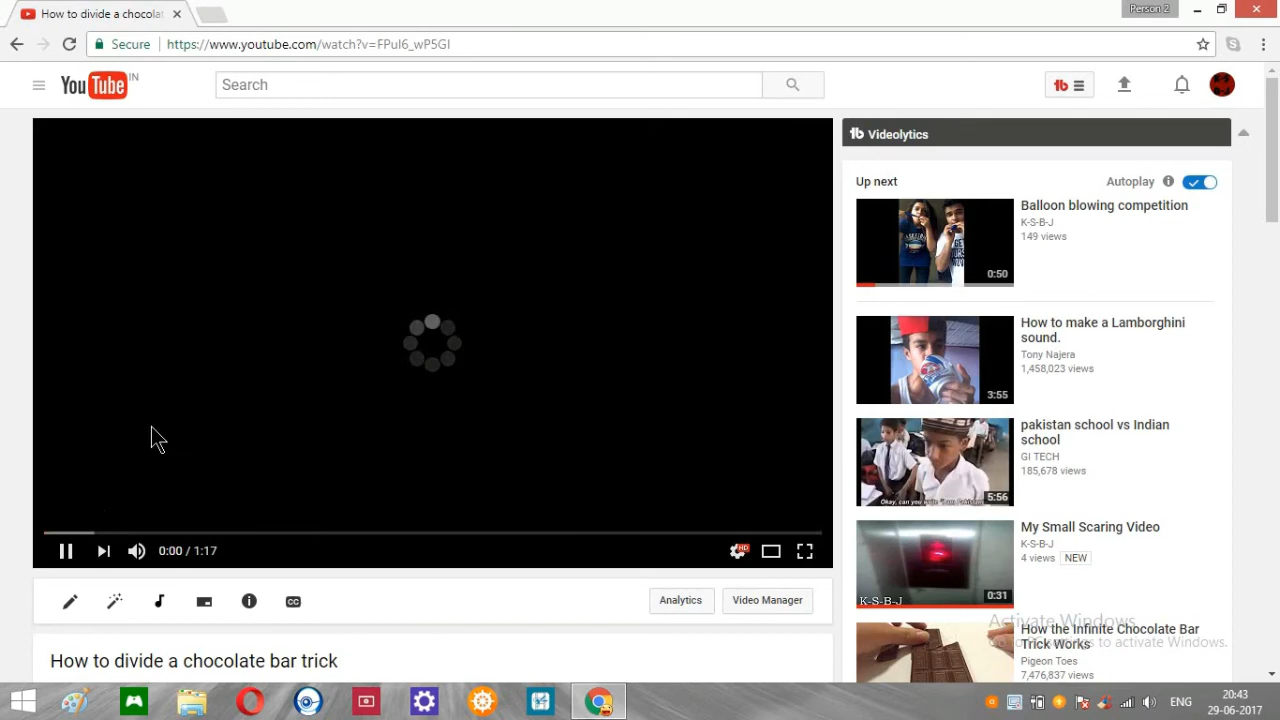 How to divide a chocolat
Person 2
Secure
https://www.youtube.com/watch?v=FPuI6_wP5GI
YouTube IN
Search
Videolytics
Up next
Autoplay
Balloon blowing competition
K-S-B-J
149 views
0:50
How to make a Lamborghini
sound.
Tony Najera
1,458,023 views
3:55
pakistan school vs Indian
school
GI TECH
185,678 views
5:56
My Small Scaring Video
K-S-B-J
4 views NEW
K-S-B-J
0:31
How the Infinite Chocolate Bar
Trick Works
Pigeon Toes
7,476,837 views
Activate Windows
to activate Windows.
0:00 / 1:17
HD
CC
Analytics
Video Manager
How to divide a chocolate bar trick
ENG
20:43
29-06-2017